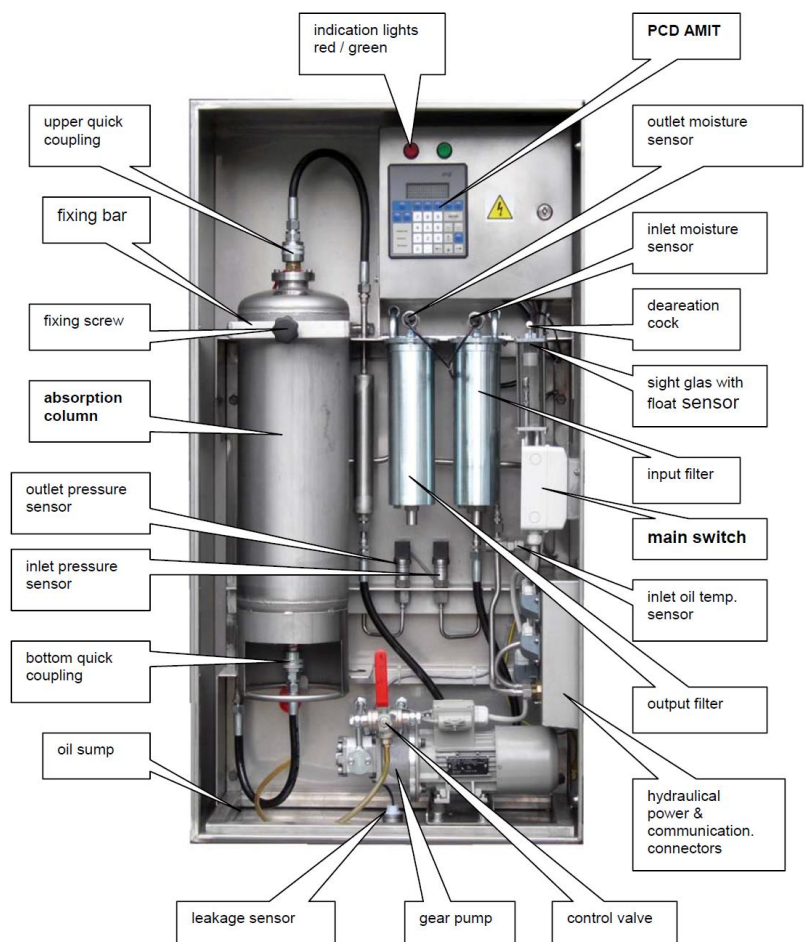 indication lights
red / green
PCD AMIT
upper quick
coupling
outlet moisture
sensor
fixing bar
inlet moisture
sensor
fixing screw
deareation
cock
absorption
column
sight glas with
float sensor
outlet pressure
sensor
input filter
main switch
inlet pressure
sensor
inlet oil temp.
sensor
bottom quick
coupling
output filter
oil sump
hydraulical
power &
communication.
connectors
leakage sensor
gear pump
control valve